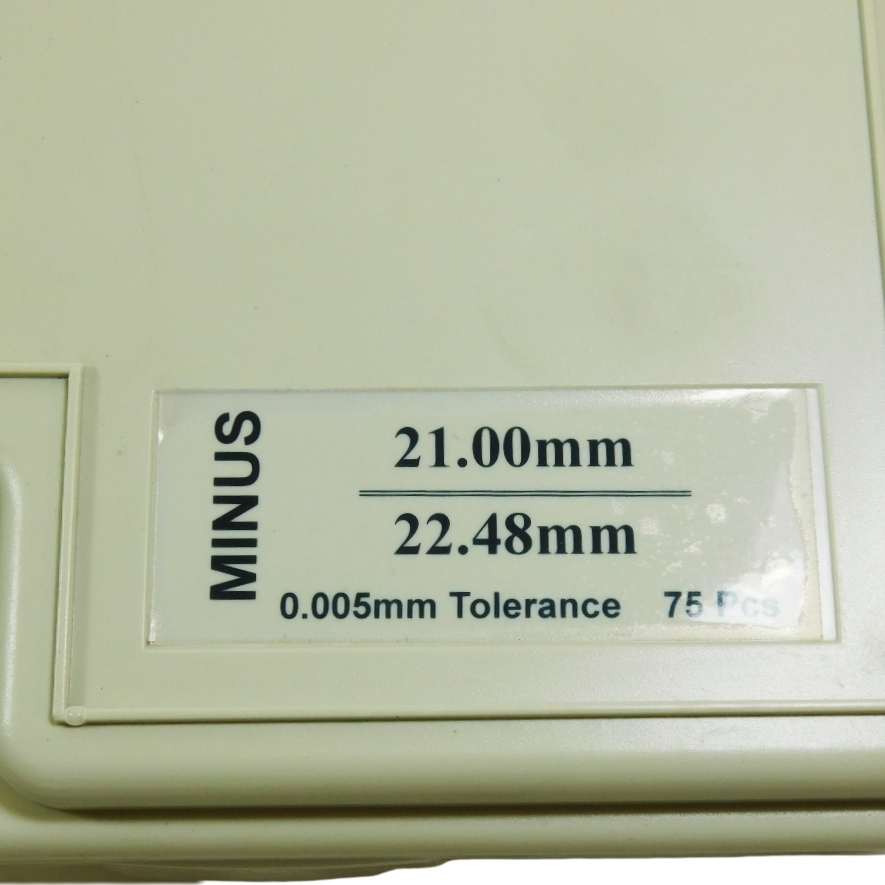 MINUS
21.00mm
22.48mm
0.005mm Tolerance 75 Pcs